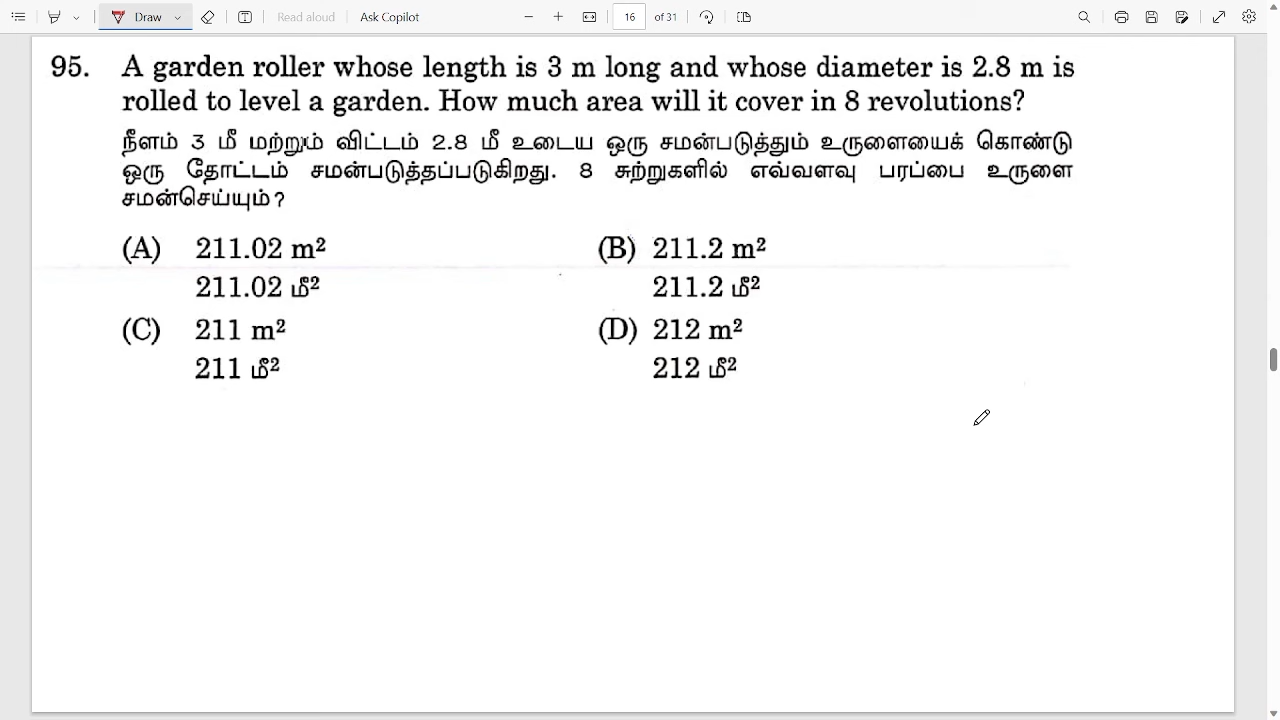 Draw Read aloud Ask Copilot 16 of 31
95. A garden roller whose length is 3 m long and whose diameter is 2.8 m is
rolled to level a garden. How much area will it cover in 8 revolutions?
நீளம் 3 மீ மற்றும் விட்டம் 2.8 மீ உடைய ஒரு சமன்படுத்தும் உருளையைக் கொண்டு
ஒரு தோட்டம் சமன்படுத்தப்படுகிறது. 8 சுற்றுகளில் எவ்வளவு பரப்பை உருளை
சமன்செய்யும்?
(A) 211.02 m² (B) 211.2 m²
211.02 மீ² 211.2 மீ²
(C) 211 m² (D) 212 m²
211 மீ² 212 மீ²